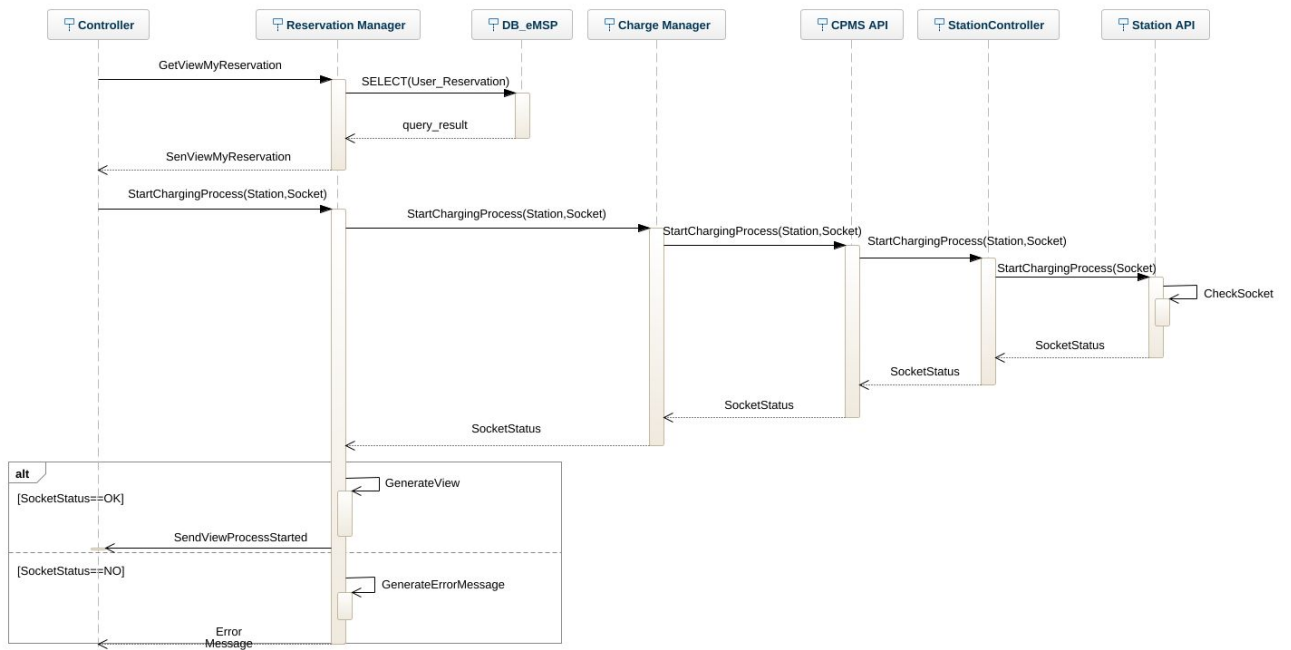 Controller
Reservation Manager
DB_eMSP
Charge Manager
CPMS API
StationController
Station API
GetViewMyReservation
SELECT(User_Reservation)
query_result
SenViewMyReservation
StartChargingProcess(Station,Socket)
StartChargingProcess(Station,Socket)
StartChargingProcess(Station,Socket)
StartChargingProcess(Station,Socket)
StartChargingProcess(Socket)
CheckSocket
SocketStatus
SocketStatus
SocketStatus
SocketStatus
alt
[SocketStatus==OK]
GenerateView
SendViewProcessStarted
[SocketStatus==NO]
GenerateErrorMessage
Error
Message